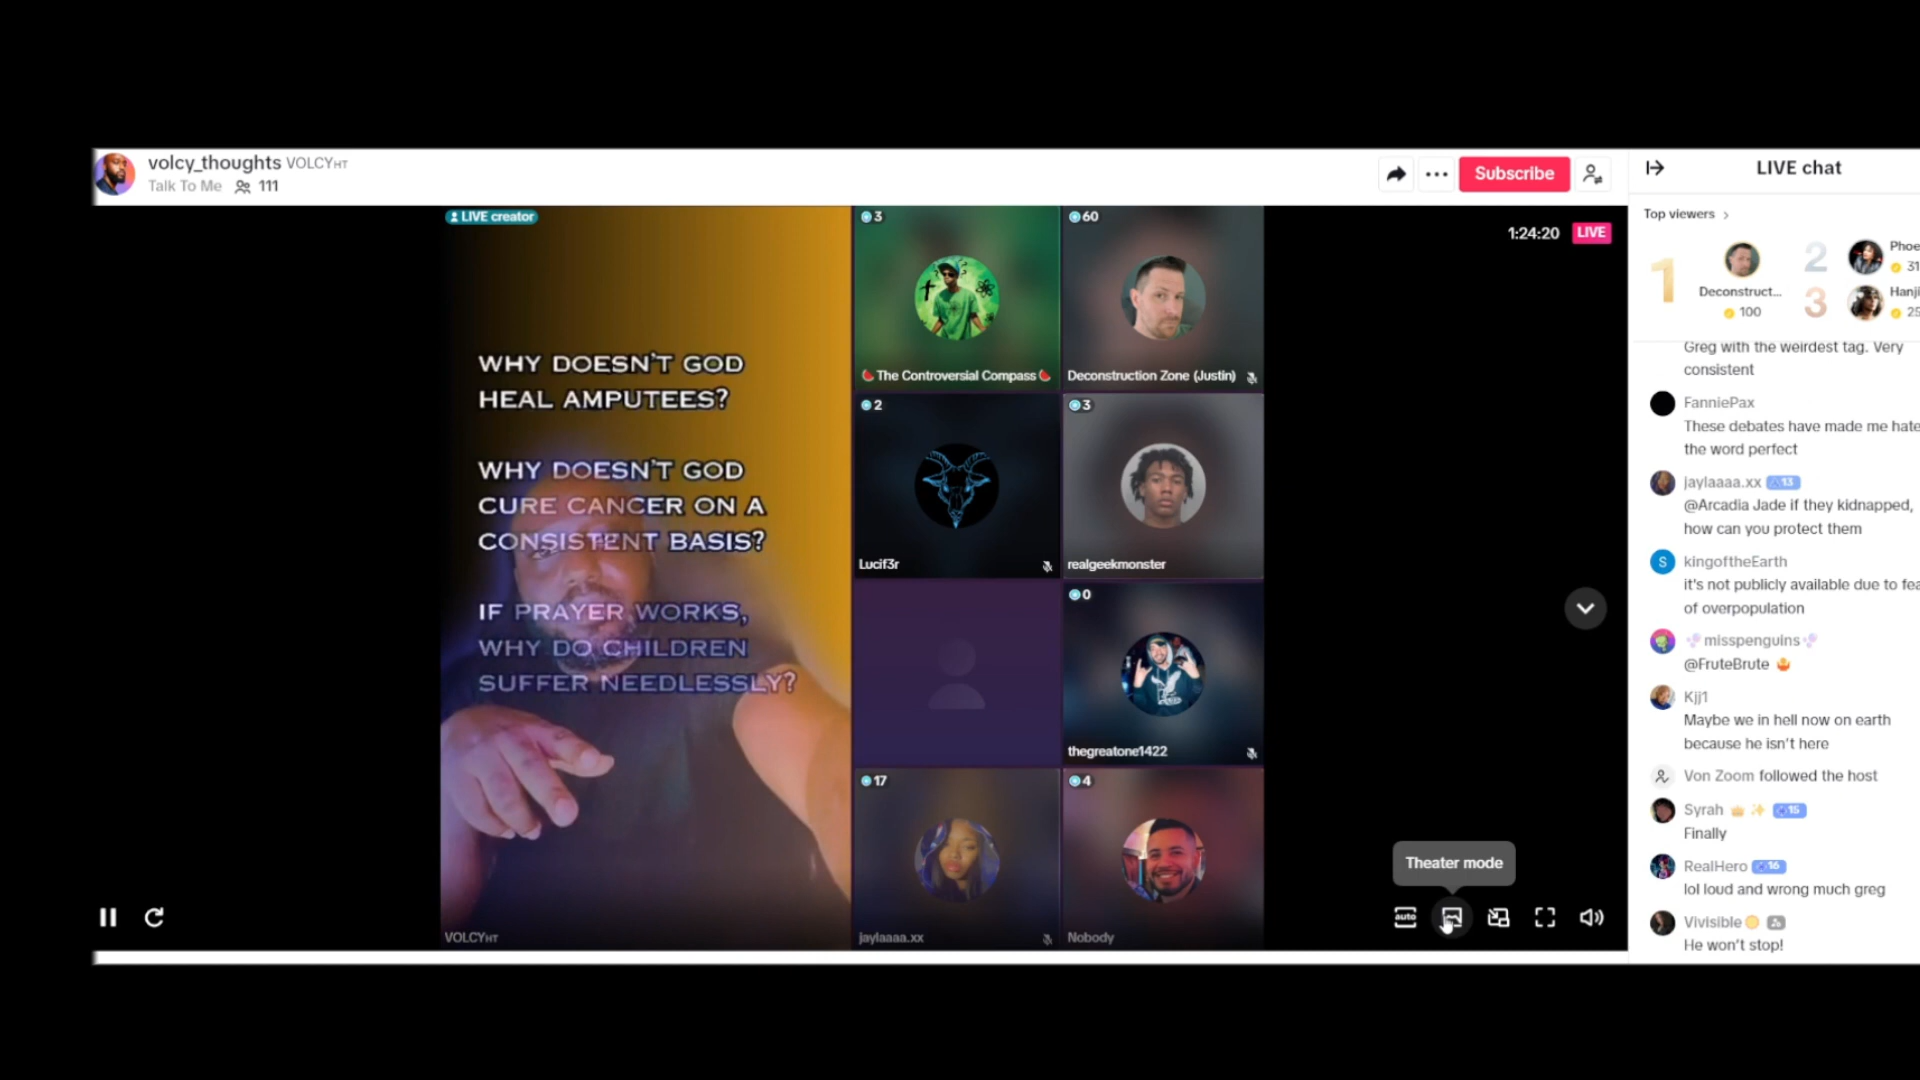 volcy_thoughts VOLCYHT
Talk To Me 111
Subscribe
LIVE chat
LIVE creator
1:24:20 LIVE
WHY DOESN'T GOD
HEAL AMPUTEES?
WHY DOESN'T GOD
CURE CANCER ON A
CONSISTENT BASIS?
IF PRAYER WORKS,
WHY DO CHILDREN
SUFFER NEEDLESSLY?
VOLCYHT
3
🍉The Controversial Compass🍉
60
Deconstruction Zone (Justin)
2
Lucif3r
3
realgeekmonster
0
thegreatone1422
17
jaylaaaa.xx
4
Nobody
Theater mode
auto
Top viewers >
1
Deconstruct...
100
2
Phoe
31
3
Hanji
25
Greg with the weirdest tag. Very
consistent
FanniePax
These debates have made me hate
the word perfect
jaylaaaa.xx 13
@Arcadia Jade if they kidnapped,
how can you protect them
S
kingoftheEarth
it's not publicly available due to fea
of overpopulation
misspenguins
@FruteBrute
Kjj1
Maybe we in hell now on earth
because he isn't here
Von Zoom followed the host
Syrah 15
Finally
RealHero 16
lol loud and wrong much greg
Vivisible
He won't stop!